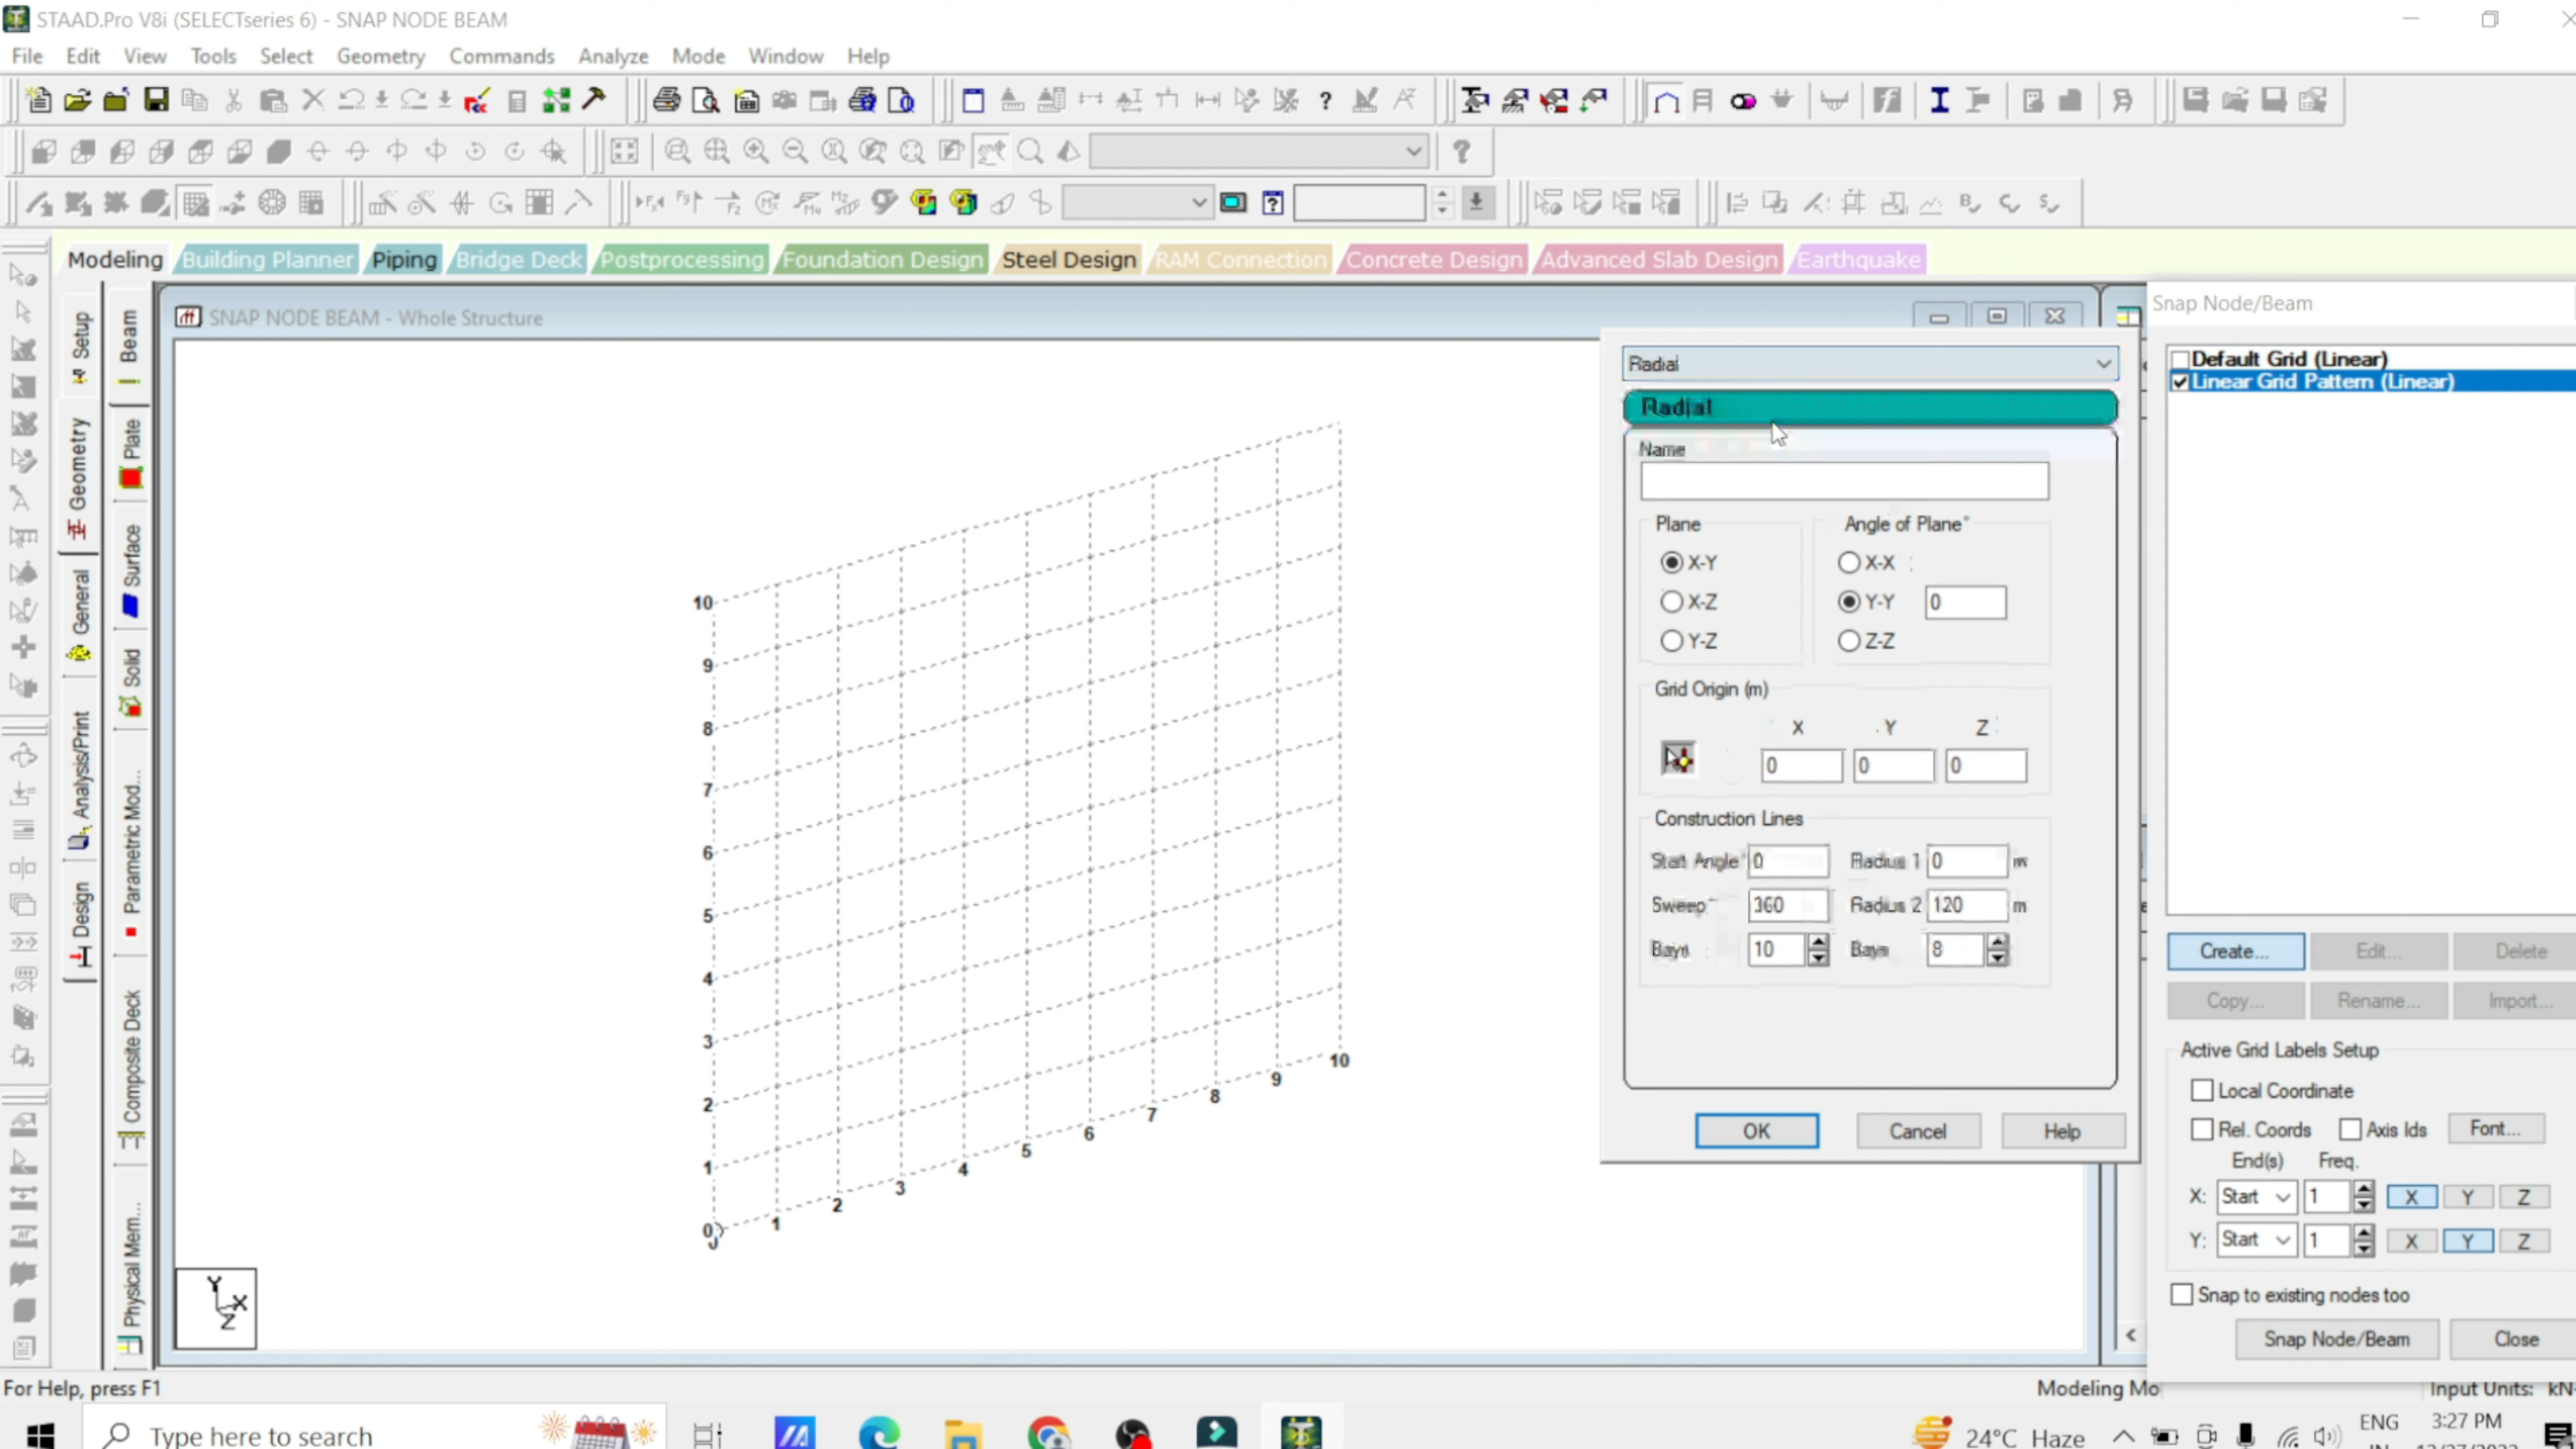 STAAD.Pro V8i (SELECTseries 6) - SNAP NODE BEAM
File Edit View Tools Select Geometry Commands Analyze Mode Window Help
Modeling Building Planner Piping Bridge Deck Postprocessing Foundation Design Steel Design RAM Connection Concrete Design Advanced Slab Design Earthquake
Setup
Geometry
General
Analysis/Print
Design
Beam
Plate
Surface
Solid
Parametric Mod...
Composite Deck
Physical Mem...
SNAP NODE BEAM - Whole Structure
10
9
8
7
6
5
4
3
2
1
0
1
2
3
4
5
6
7
8
9
10
Y
X
Z
Radial
Radial
Name
Plane Angle of Plane°
X-Y X-X
X-Z Y-Y 0
Y-Z Z-Z
Grid Origin (m)
X Y Z
0 0 0
Construction Lines
Start Angle° 0 Radius 1 0 m
Sweep° 360 Radius 2 120 m
Bays 10 Bays 8
OK Cancel Help
Snap Node/Beam
Default Grid (Linear)
Linear Grid Pattern (Linear)
Create... Edit... Delete
Copy... Rename... Import...
Active Grid Labels Setup
Local Coordinate
Rel. Coords Axis Ids Font...
End(s) Freq.
X: Start 1 X Y Z
Y: Start 1 X Y Z
Snap to existing nodes too
Snap Node/Beam Close
For Help, press F1
Modeling Mo
Input Units: kN-
Type here to search
24°C Haze
ENG
3:27 PM